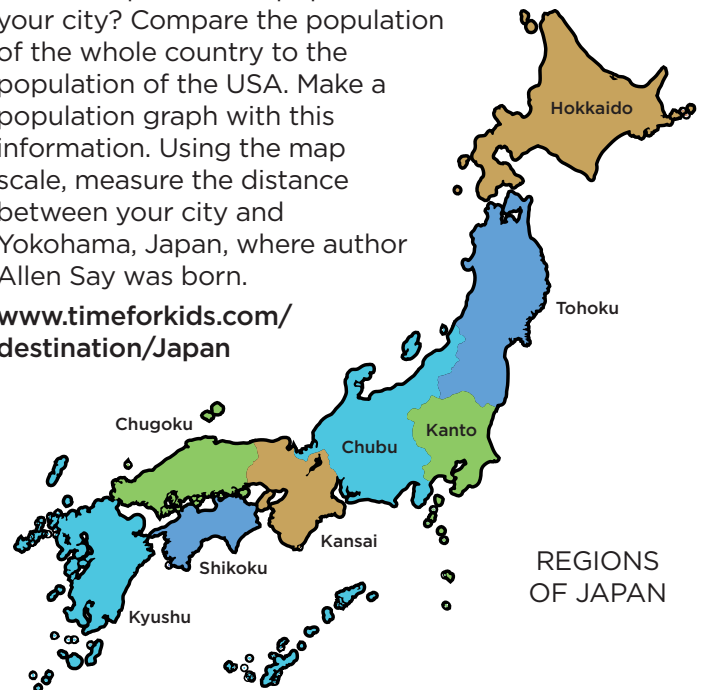 your city? Compare the population
of the whole country to the
population of the USA. Make a
population graph with this
information. Using the map
scale, measure the distance
between your city and
Yokohama, Japan, where author
Allen Say was born.
www.timeforkids.com/
destination/Japan
Hokkaido
Tohoku
Chugoku
Chubu
Kanto
Kansai
Shikoku
Kyushu
REGIONS
OF JAPAN